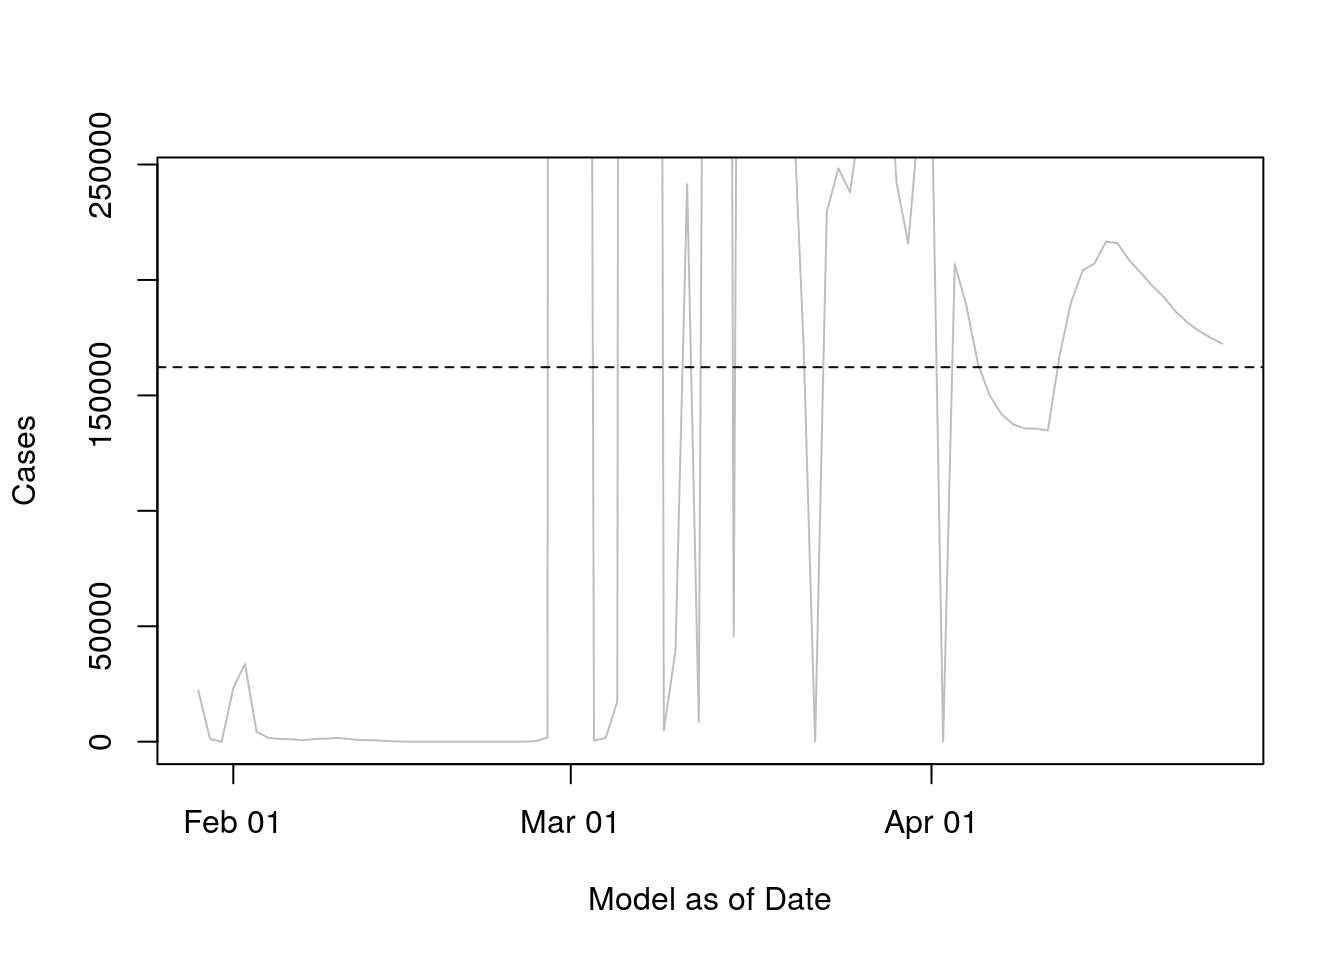 250000
150000
50000
0
Cases
Feb 01
Mar 01
Apr 01
Model as of Date